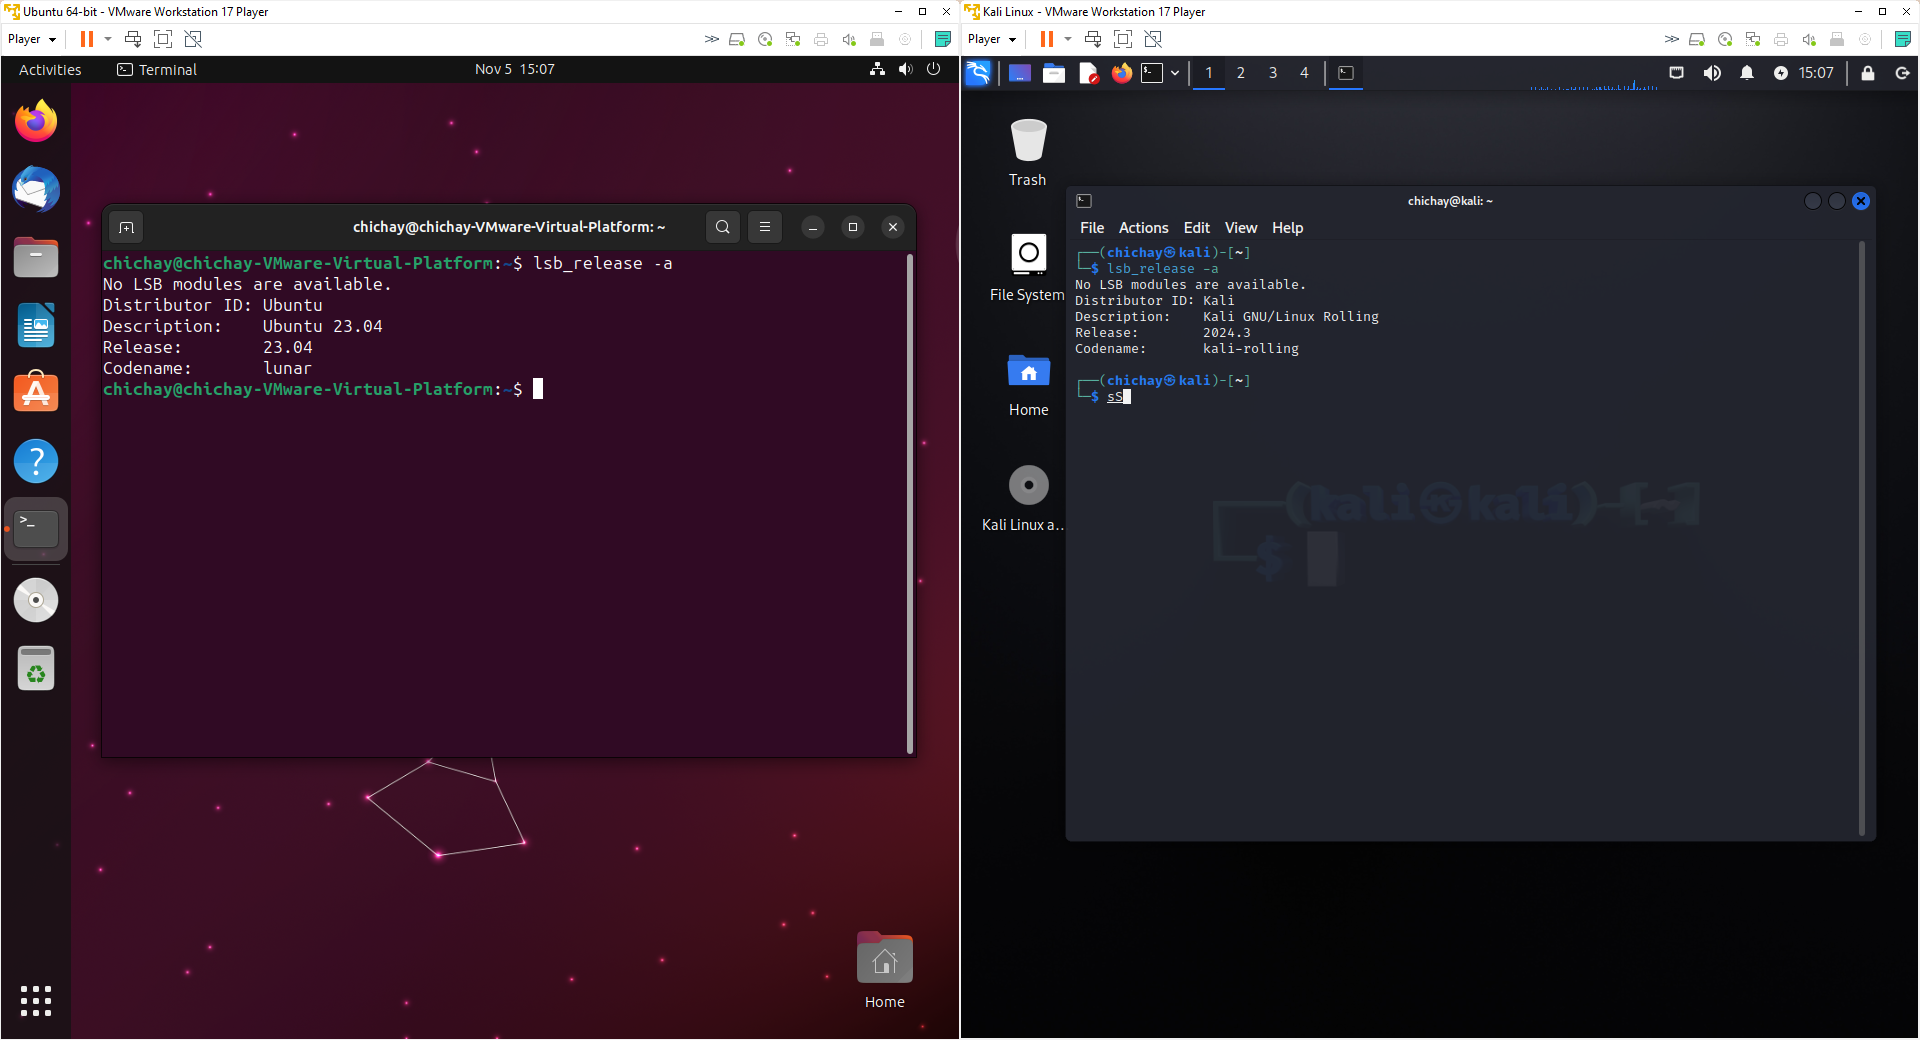 Ubuntu 64-bit - VMware Workstation 17 Player
Player
Activities
Terminal
Nov 5 15:07
chichay@chichay-VMware-Virtual-Platform: ~
chichay@chichay-VMware-Virtual-Platform:~$ lsb_release -a
No LSB modules are available.
Distributor ID: Ubuntu
Description: Ubuntu 23.04
Release: 23.04
Codename: lunar
chichay@chichay-VMware-Virtual-Platform:~$
Home
Kali Linux - VMware Workstation 17 Player
Player
1 2 3 4
15:07
Trash
File System
Home
Kali Linux a...
chichay@kali: ~
File Actions Edit View Help
┌──(chichay㉿kali)-[~]
└─$ lsb_release -a
No LSB modules are available.
Distributor ID: Kali
Description: Kali GNU/Linux Rolling
Release: 2024.3
Codename: kali-rolling
┌──(chichay㉿kali)-[~]
└─$ sS
┌──(kali㉿kali)-[~]
└─$